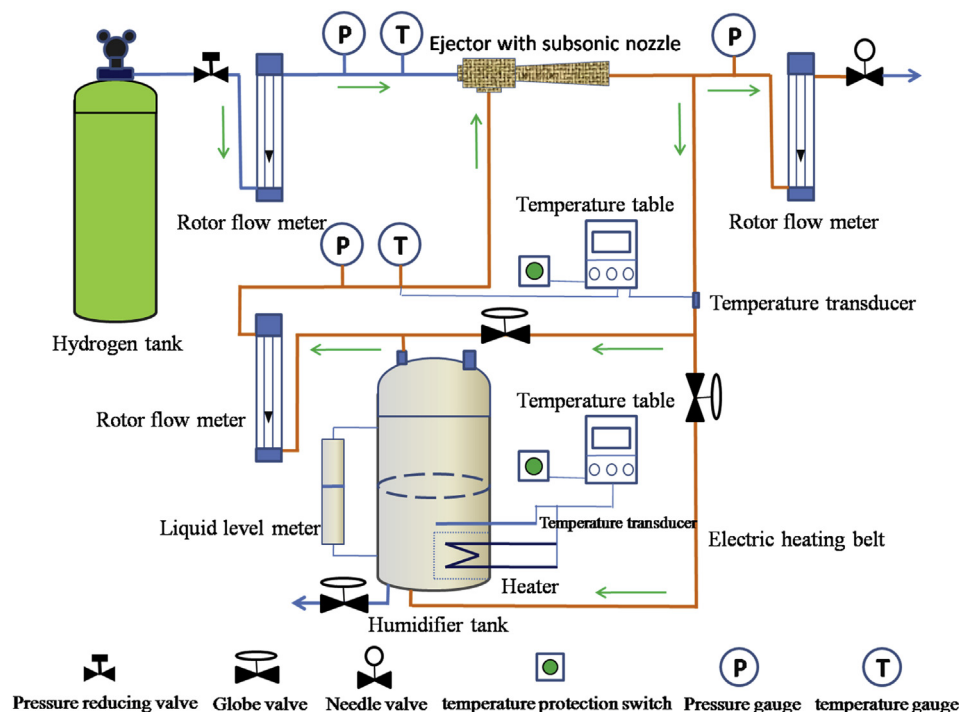 P
T
Ejector with subsonic nozzle
P
Rotor flow meter
Temperature table
Rotor flow meter
P
T
Temperature transducer
Hydrogen tank
Temperature table
Rotor flow meter
Liquid level meter
Temperature transducer
Electric heating belt
Heater
Humidifier tank
P
T
Pressure reducing valve
Globe valve
Needle valve
temperature protection switch
Pressure gauge
temperature gauge